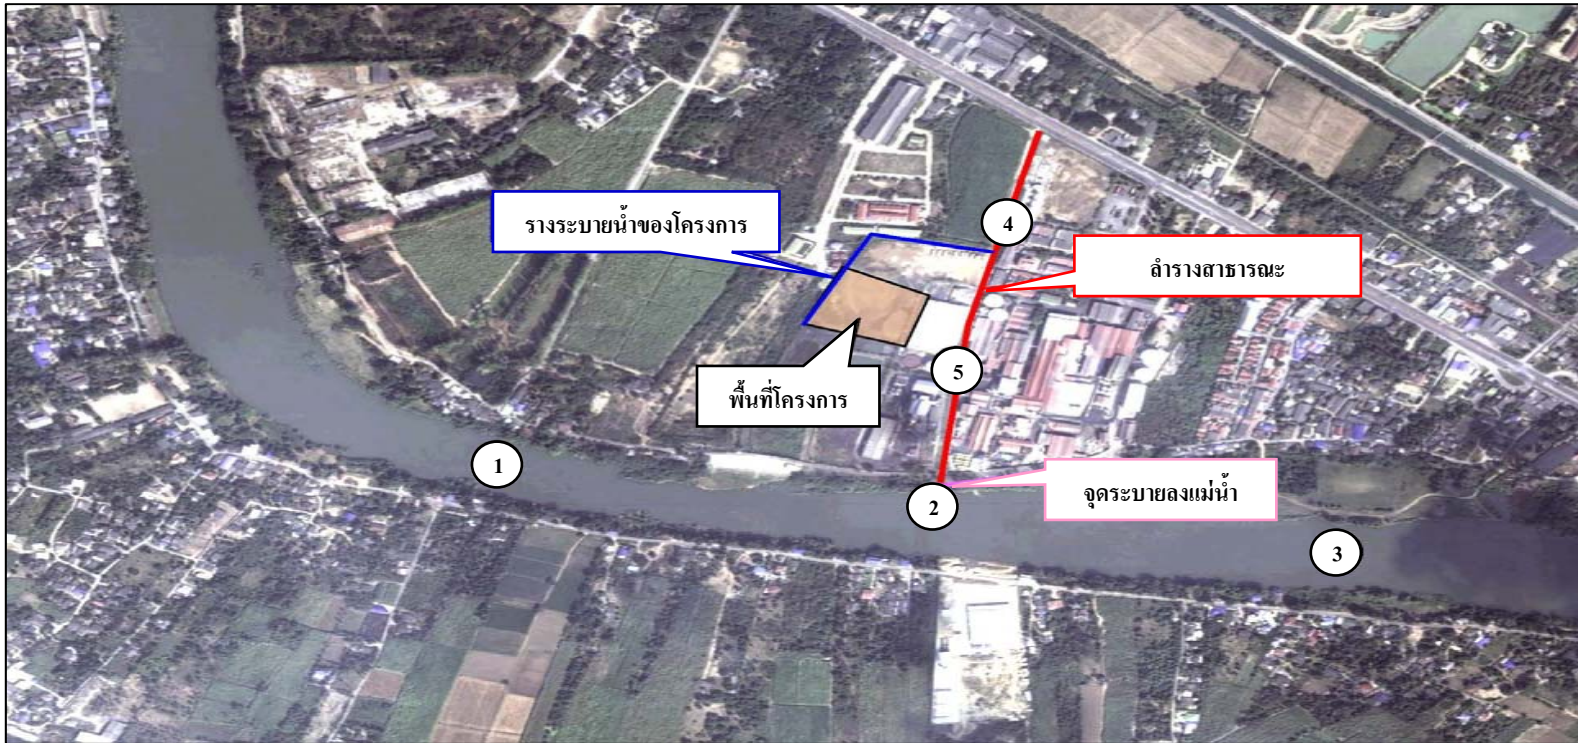 4
รางระบายน้ำของโครงการ
ลำรางสาธารณะ
5
พื้นที่โครงการ
1
จุดระบายลงแม่น้ำ
2
3